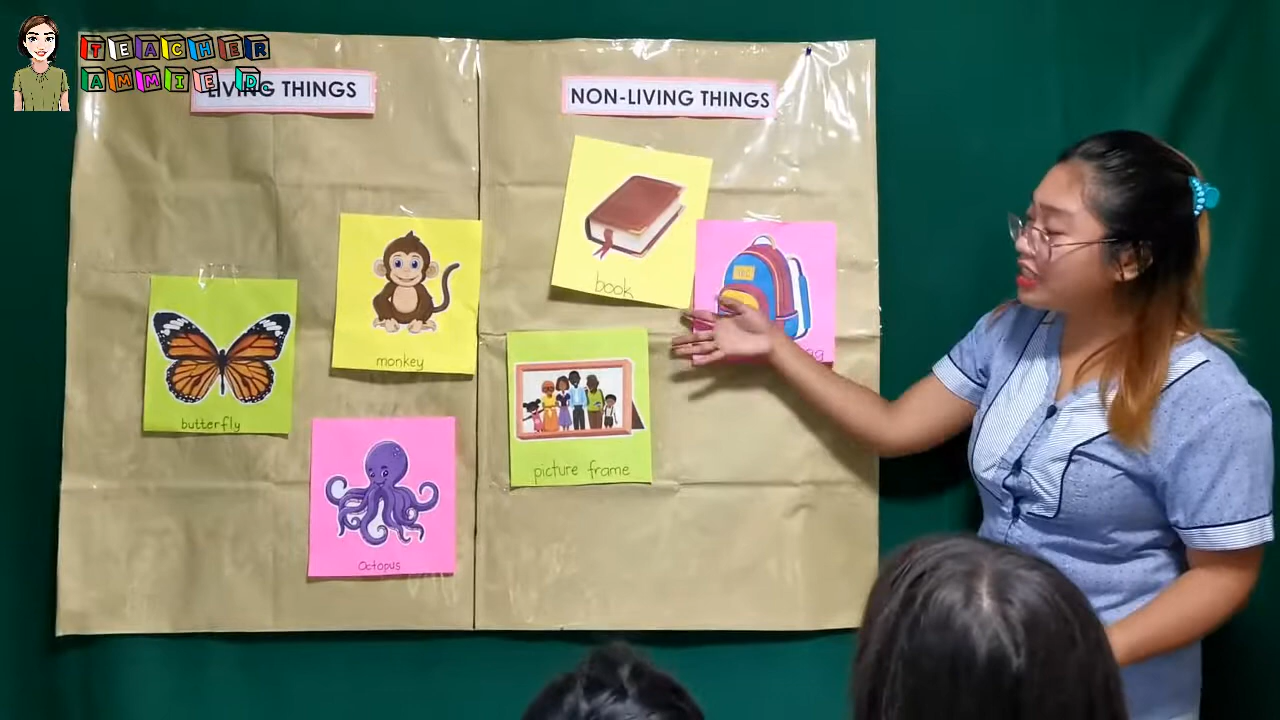 TEACHER
AMMIE D.
LIVING THINGS
NON-LIVING THINGS
book
monkey
butterfly
picture frame
Octopus